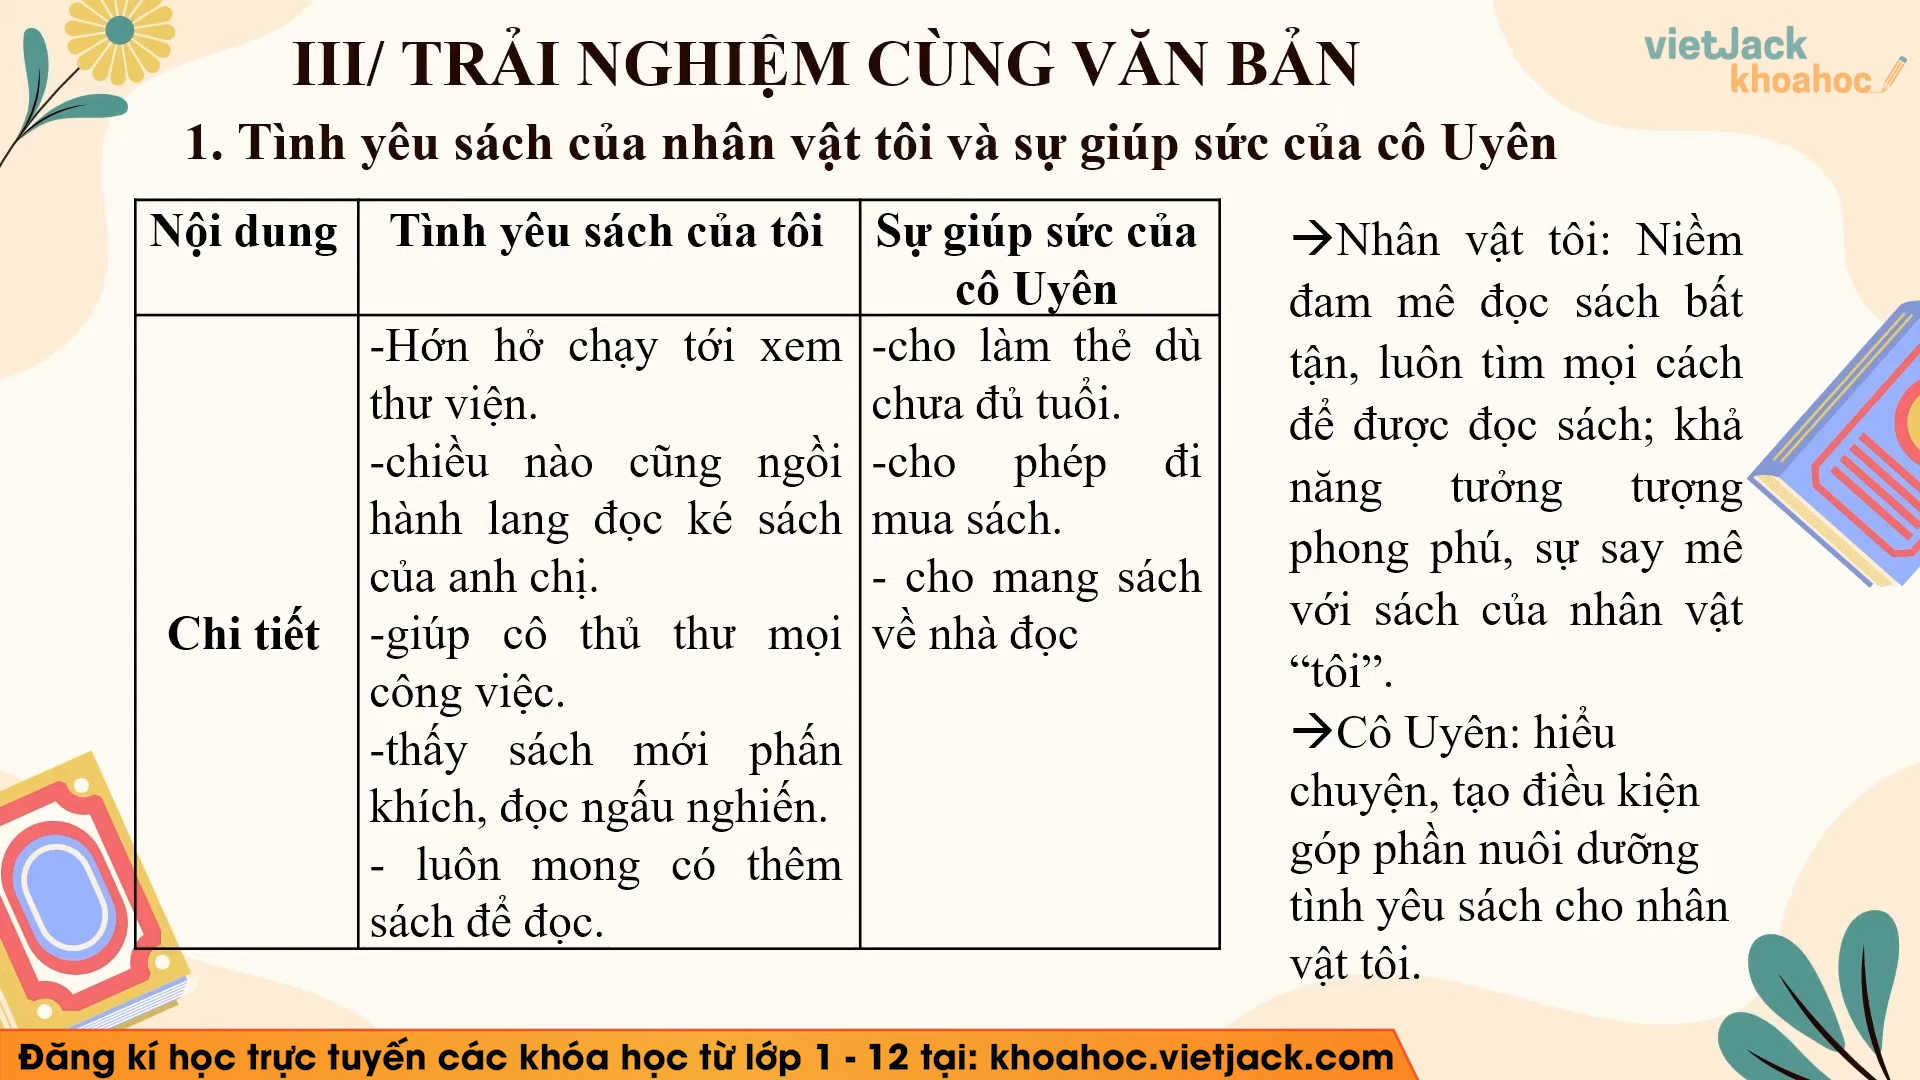 III/ TRẢI NGHIỆM CÙNG VĂN BẢN
vietJack
khoahoc
1. Tình yêu sách của nhân vật tôi và sự giúp sức của cô Uyên
Nội dung
Tình yêu sách của tôi
Sự giúp sức của
cô Uyên
Chi tiết
-Hớn hở chạy tới xem
thư viện.
-chiều nào cũng ngồi
hành lang đọc ké sách
của anh chị.
-giúp cô thủ thư mọi
công việc.
-thấy sách mới phấn
khích, đọc ngấu nghiến.
- luôn mong có thêm
sách để đọc.
-cho làm thẻ dù
chưa đủ tuổi.
-cho phép đi
mua sách.
- cho mang sách
về nhà đọc
→Nhân vật tôi: Niềm
đam mê đọc sách bất
tận, luôn tìm mọi cách
để được đọc sách; khả
năng tưởng tượng
phong phú, sự say mê
với sách của nhân vật
“tôi”.
→Cô Uyên: hiểu
chuyện, tạo điều kiện
góp phần nuôi dưỡng
tình yêu sách cho nhân
vật tôi.
Đăng kí học trực tuyến các khóa học từ lớp 1 - 12 tại: khoahoc.vietjack.com